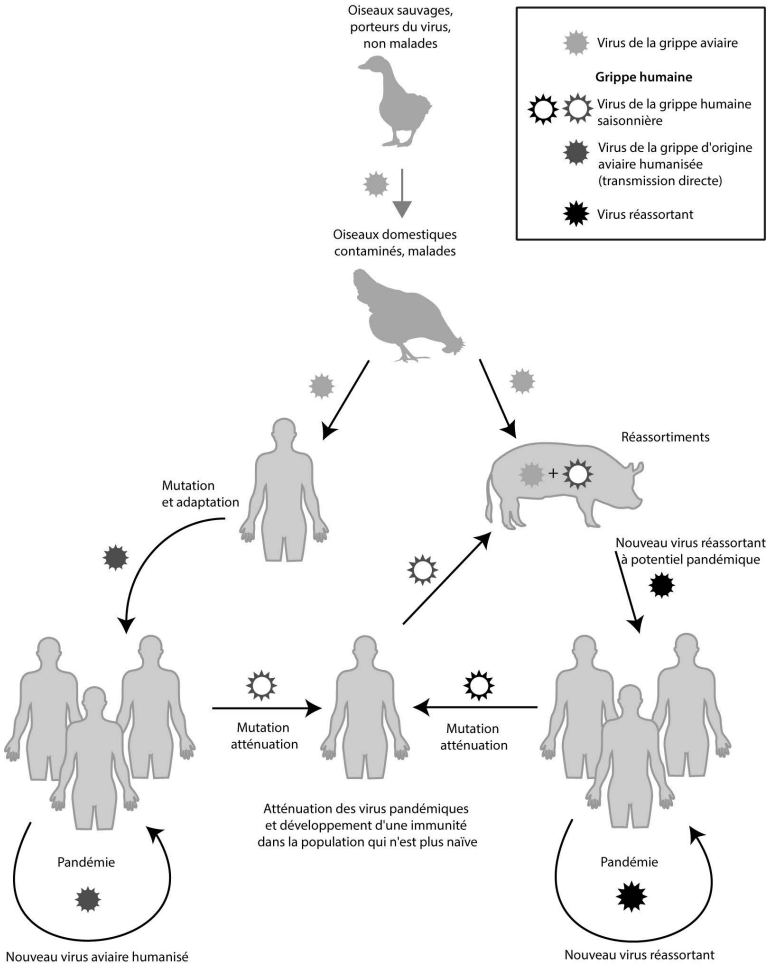 Oiseaux sauvages,
porteurs du virus,
non malades
Virus de la grippe aviaire
Grippe humaine
Virus de la grippe humaine
saisonnière
Virus de la grippe d'origine
aviaire humanisée
(transmission directe)
Virus réassortant
Oiseaux domestiques
contaminés, malades
Réassortiments
+
Mutation
et adaptation
Nouveau virus réassortant
à potentiel pandémique
Mutation
atténuation
Mutation
atténuation
Atténuation des virus pandémiques
et développement d'une immunité
dans la population qui n'est plus naïve
Pandémie
Nouveau virus aviaire humanisé
Pandémie
Nouveau virus réassortant